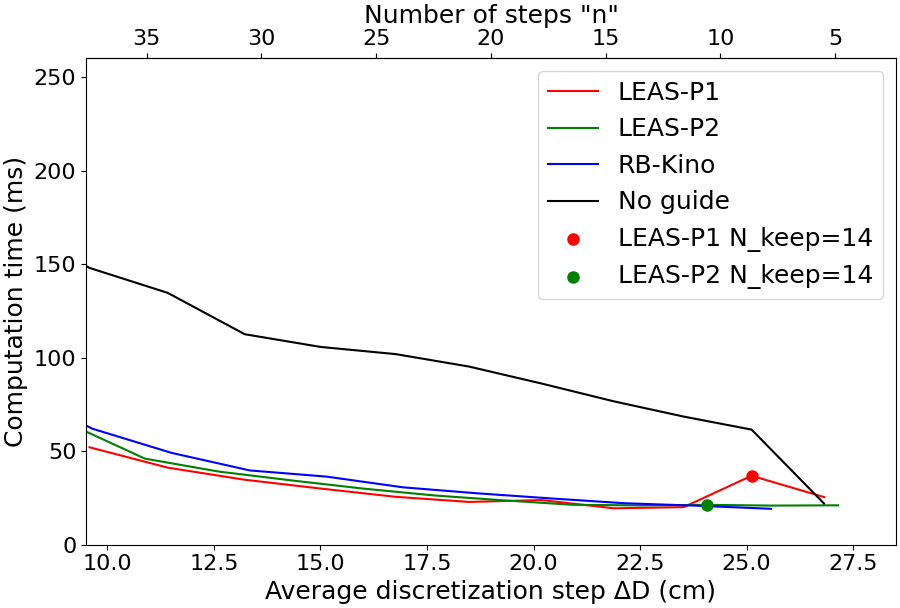 Number of steps "n"
35 30 25 20 15 10 5
250
200
150
100
50
0
Computation time (ms)
LEAS-P1
LEAS-P2
RB-Kino
No guide
LEAS-P1 N_keep=14
LEAS-P2 N_keep=14
10.0 12.5 15.0 17.5 20.0 22.5 25.0 27.5
Average discretization step ΔD (cm)